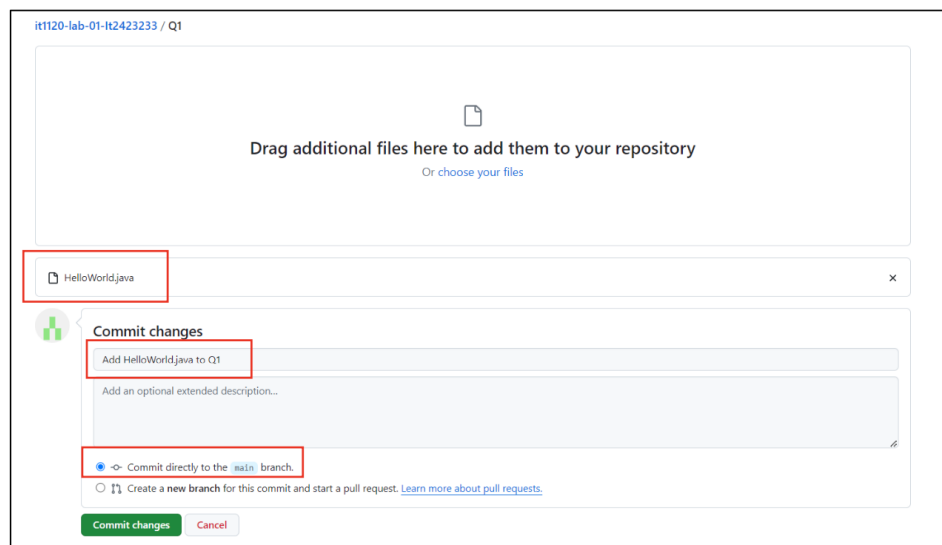 it1120-lab-01-It2423233 / Q1
Drag additional files here to add them to your repository
Or choose your files
HelloWorld.java
Commit changes
Add HelloWorld.java to Q1
Add an optional extended description...
Commit directly to the main branch.
Create a new branch for this commit and start a pull request. Learn more about pull requests.
Commit changes Cancel